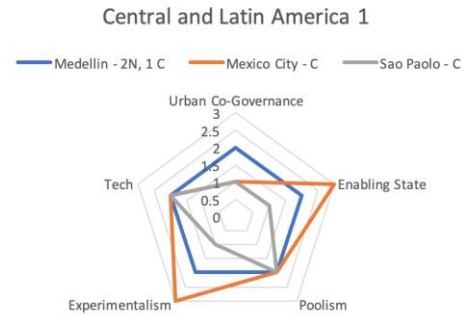 Central and Latin America 1
Medellin - 2N, 1 C
Mexico City - C
Sao Paolo - C
Urban Co-Governance
3
2.5
2
1.5
1
0.5
0
Tech
Enabling State
Experimentalism
Poolism